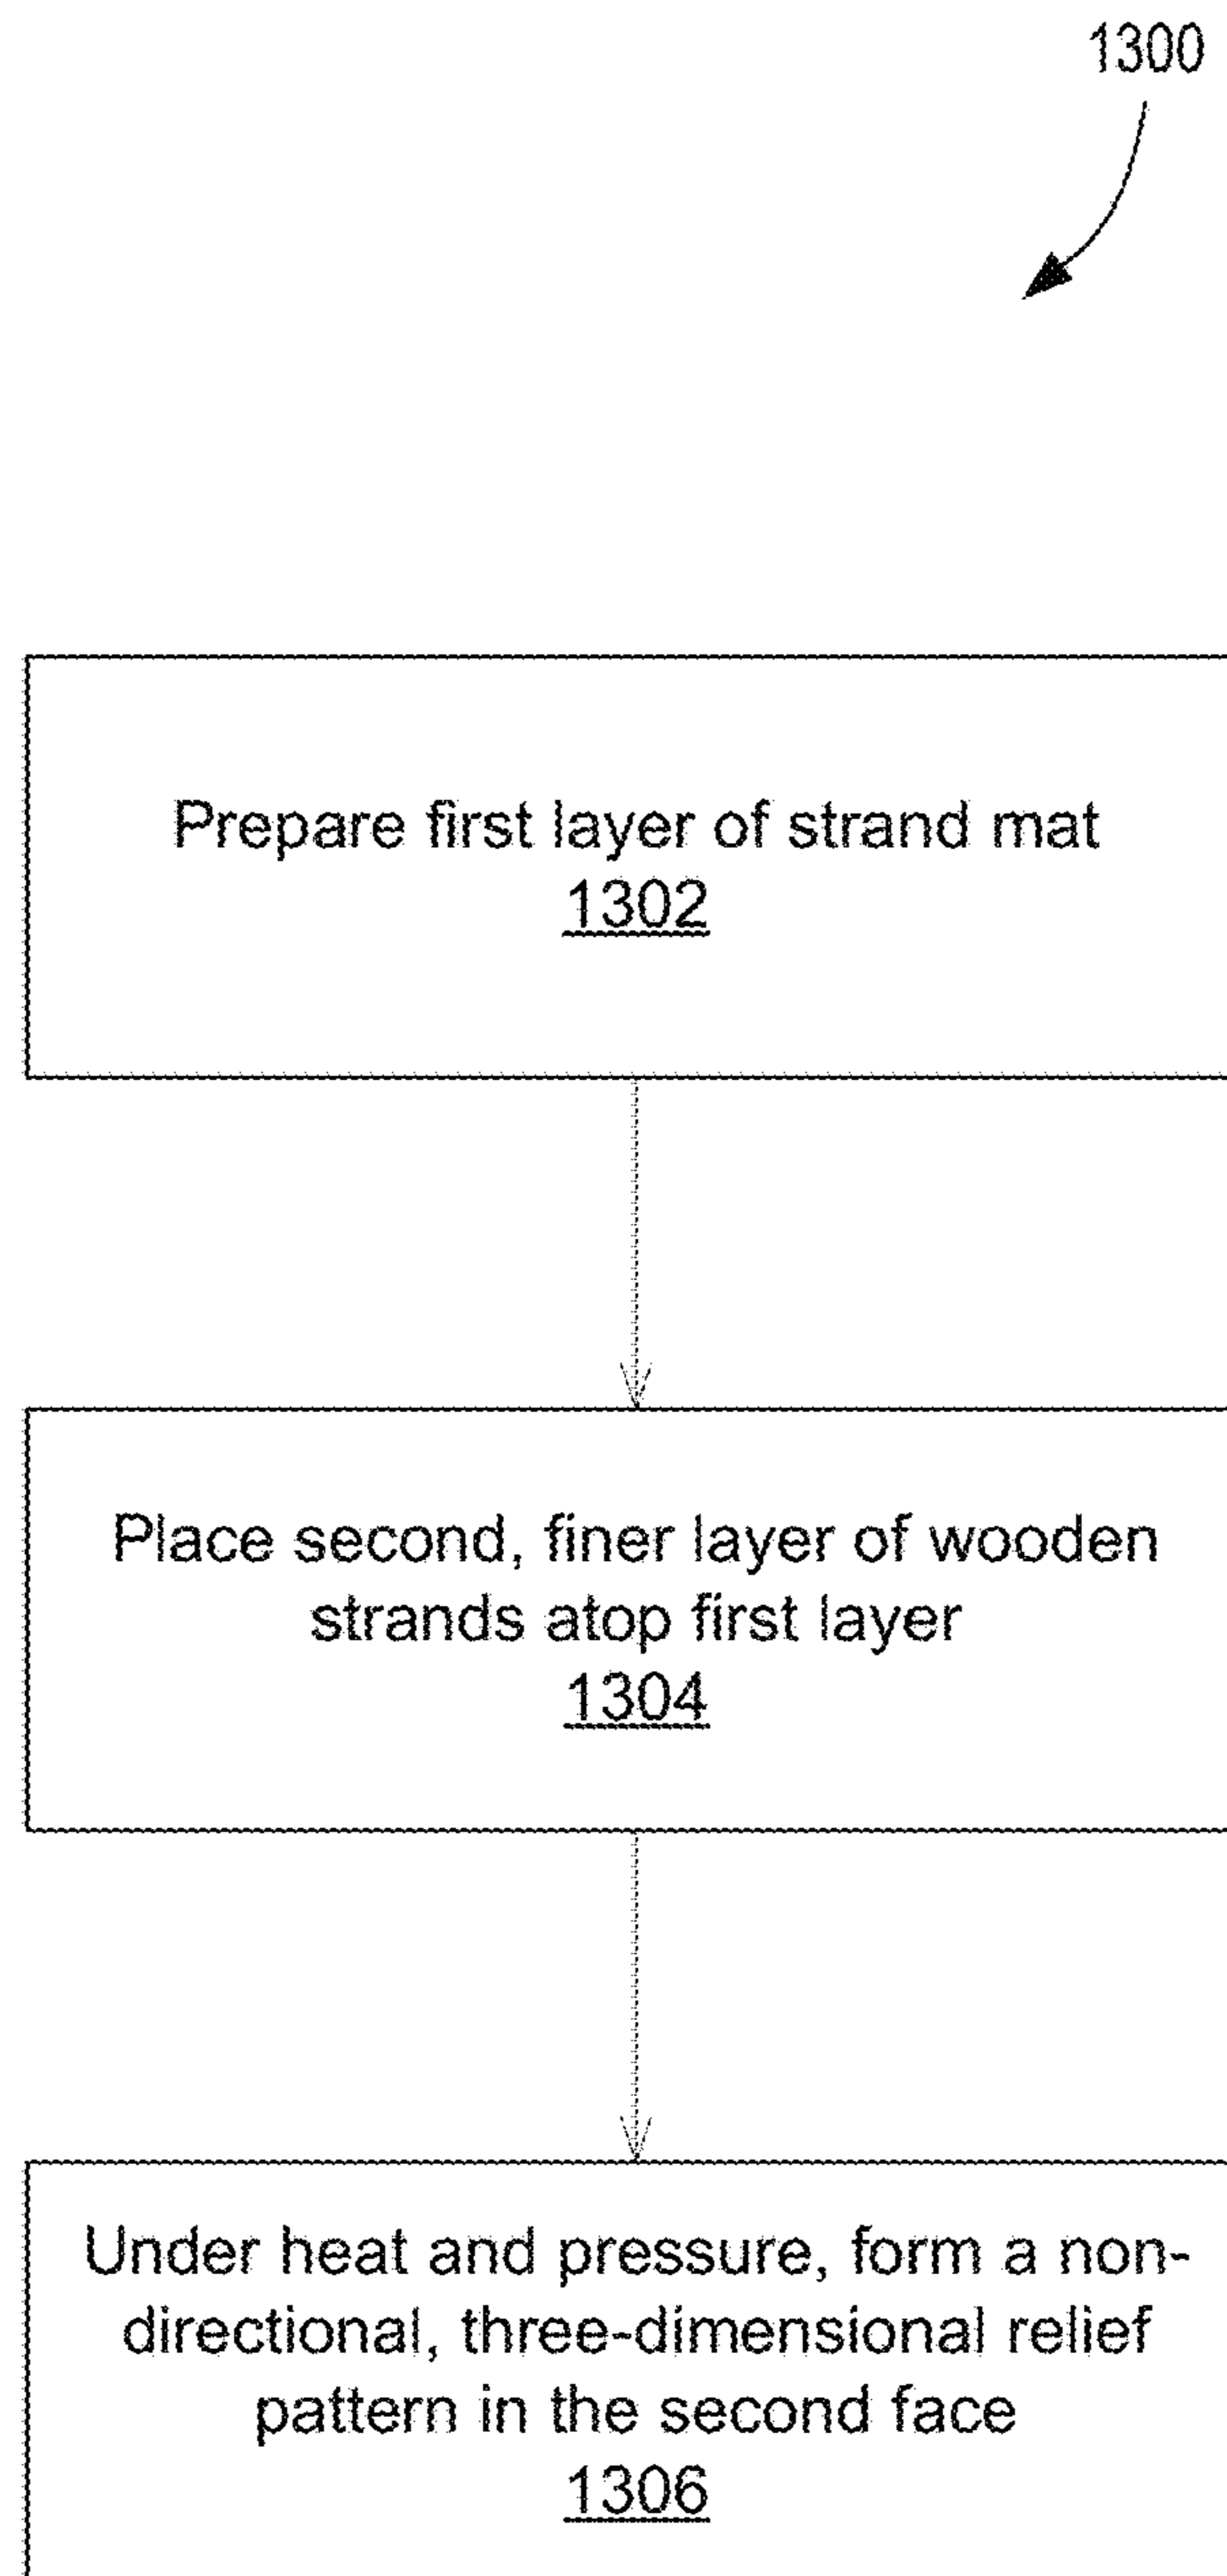 1300
Prepare first layer of strand mat
1302
Place second, finer layer of wooden
strands atop first layer
1304
Under heat and pressure, form a non-
directional, three-dimensional relief
pattern in the second face
1306